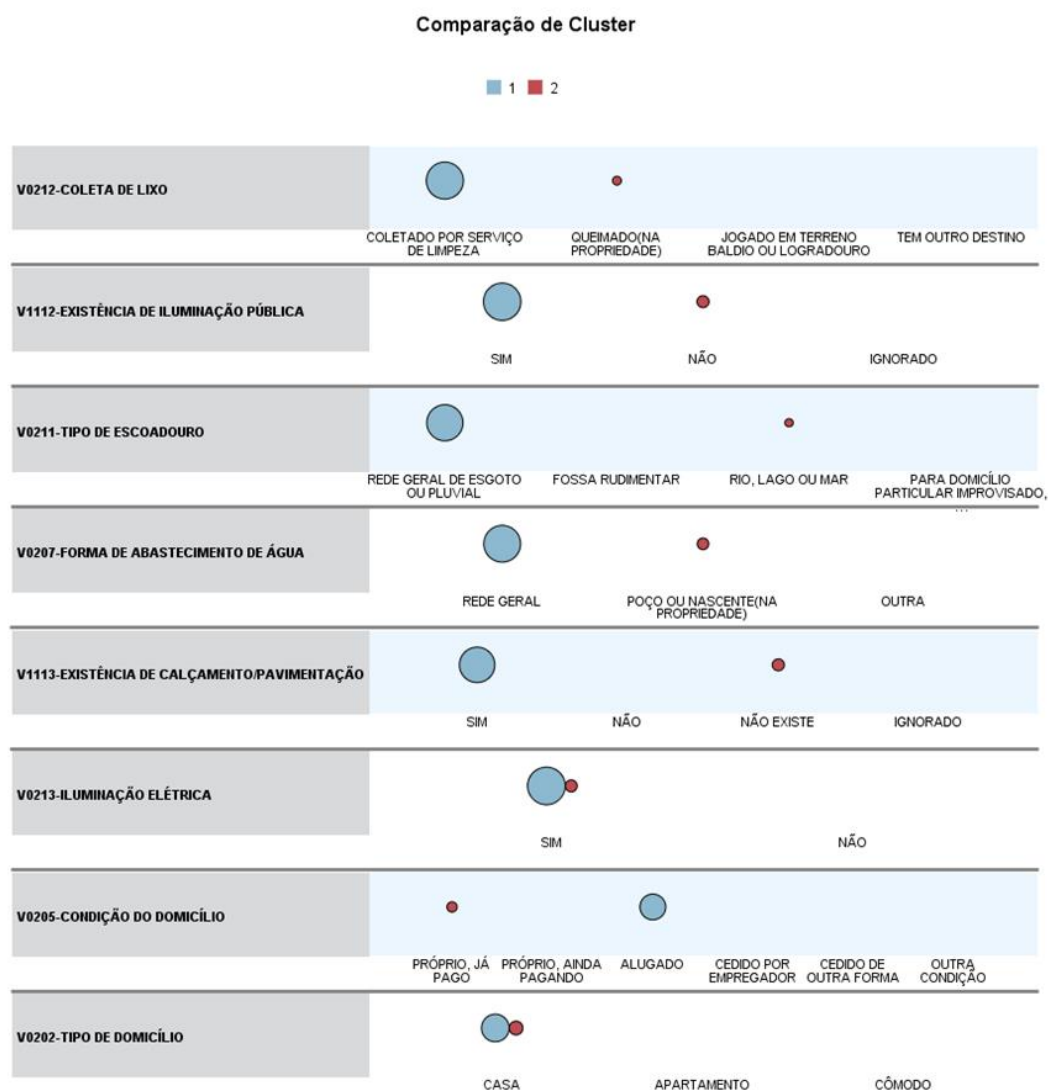 Comparação de Cluster
1 2
V0212-COLETA DE LIXO
COLETADO POR SERVIÇO QUEIMADO(NA JOGADO EM TERRENO TEM OUTRO DESTINO
DE LIMPEZA PROPRIEDADE) BALDIO OU LOGRADOURO
V1112-EXISTÊNCIA DE ILUMINAÇÃO PÚBLICA
SIM NÃO IGNORADO
V0211-TIPO DE ESCOADOURO
REDE GERAL DE ESGOTO FOSSA RUDIMENTAR RIO, LAGO OU MAR PARA DOMICÍLIO
OU PLUVIAL PARTICULAR IMPROVISADO,
...
V0207-FORMA DE ABASTECIMENTO DE ÁGUA
REDE GERAL POÇO OU NASCENTE(NA OUTRA
PROPRIEDADE)
V1113-EXISTÊNCIA DE CALÇAMENTO/PAVIMENTAÇÃO
SIM NÃO NÃO EXISTE IGNORADO
V0213-ILUMINAÇÃO ELÉTRICA
SIM NÃO
V0205-CONDIÇÃO DO DOMICÍLIO
PRÓPRIO, JÁ PRÓPRIO, AINDA ALUGADO CEDIDO POR CEDIDO DE OUTRA
PAGO PAGANDO EMPREGADOR OUTRA FORMA CONDIÇÃO
V0202-TIPO DE DOMICÍLIO
CASA APARTAMENTO CÔMODO